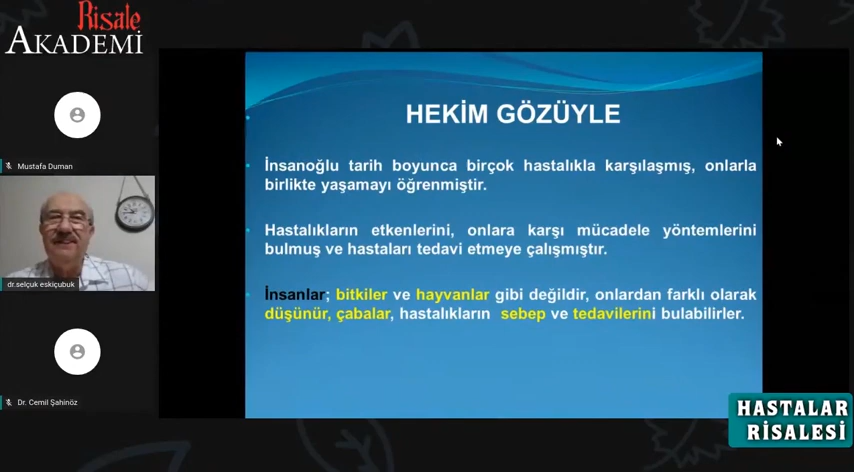 Risale
AKADEMİ
Mustafa Duman
dr.selçuk eskiçubuk
Dr. Cemil Şahinöz
HEKİM GÖZÜYLE
İnsanoğlu tarih boyunca birçok hastalıkla karşılaşmış, onlarla
birlikte yaşamayı öğrenmiştir.
Hastalıkların etkenlerini, onlara karşı mücadele yöntemlerini
bulmuş ve hastaları tedavi etmeye çalışmıştır.
İnsanlar; bitkiler ve hayvanlar gibi değildir, onlardan farklı olarak
düşünür, çabalar, hastalıkların sebep ve tedavilerini bulabilirler.
HASTALAR
RİSALESİ